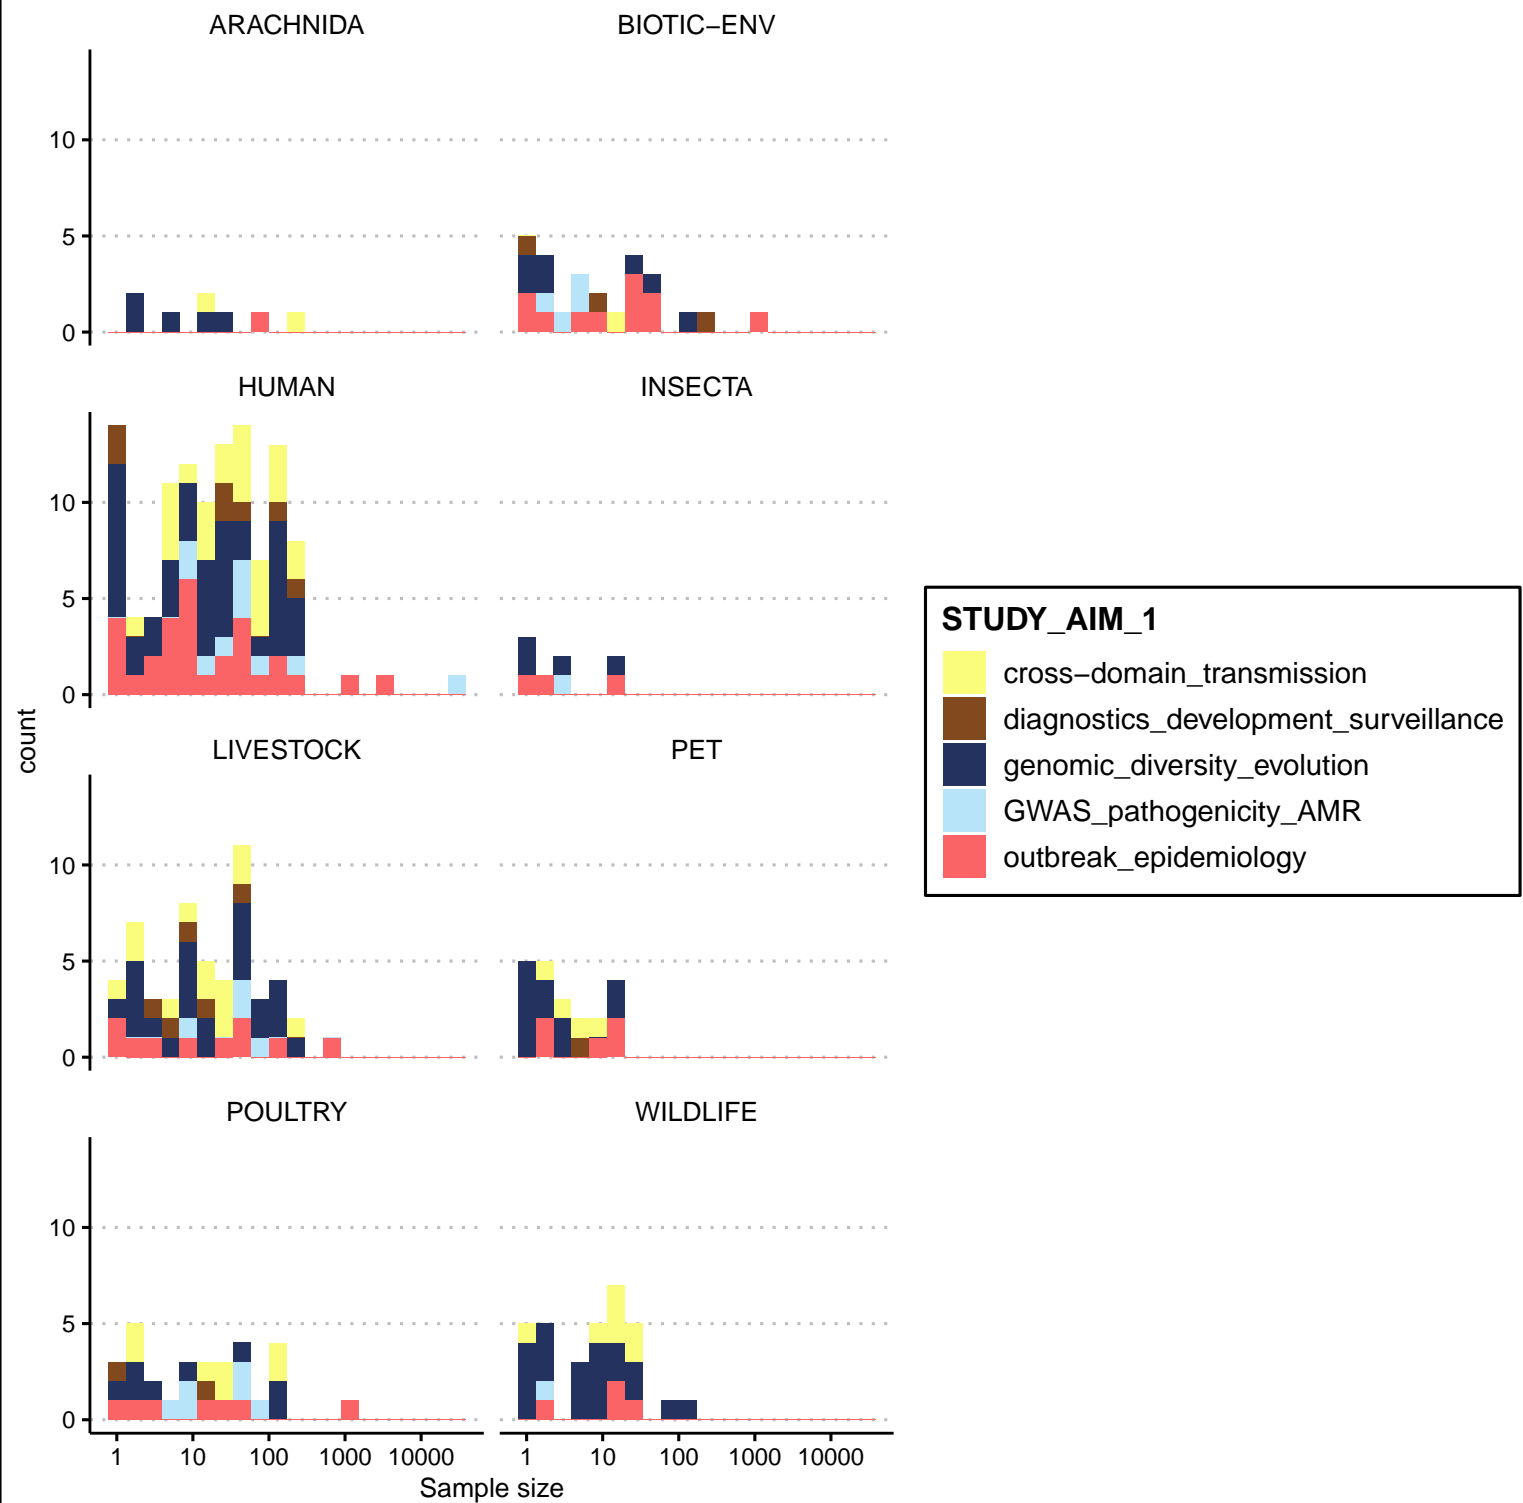 ARACHNIDA
BIOTIC−ENV
10
5
0
HUMAN
INSECTA
10
5
0
count
LIVESTOCK
PET
10
5
0
POULTRY
WILDLIFE
10
5
0
1 10 100 1000 10000
1 10 100 1000 10000
Sample size
STUDY_AIM_1
cross−domain_transmission
diagnostics_development_surveillance
genomic_diversity_evolution
GWAS_pathogenicity_AMR
outbreak_epidemiology